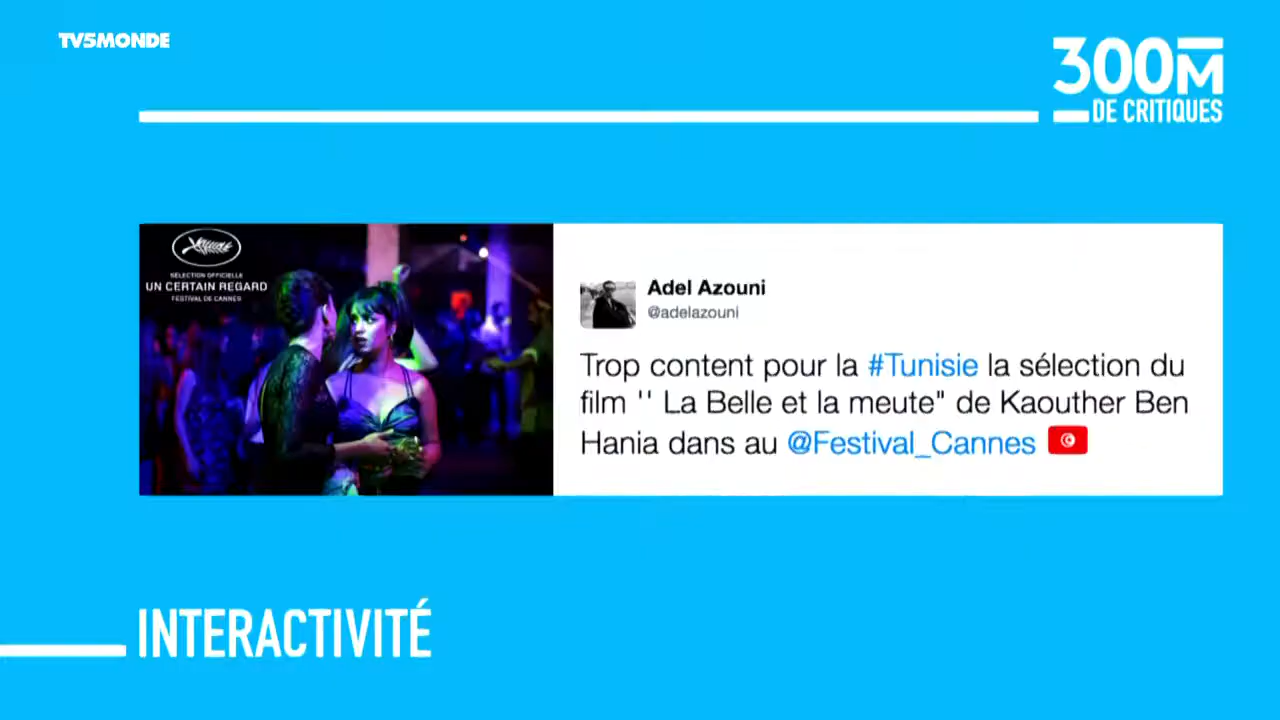 TV5MONDE
300M
DE CRITIQUES
SÉLECTION OFFICIELLE
UN CERTAIN REGARD
FESTIVAL DE CANNES
Adel Azouni
@adelazouni
Trop content pour la #Tunisie la sélection du
film '' La Belle et la meute" de Kaouther Ben
Hania dans au @Festival_Cannes
INTERACTIVITÉ